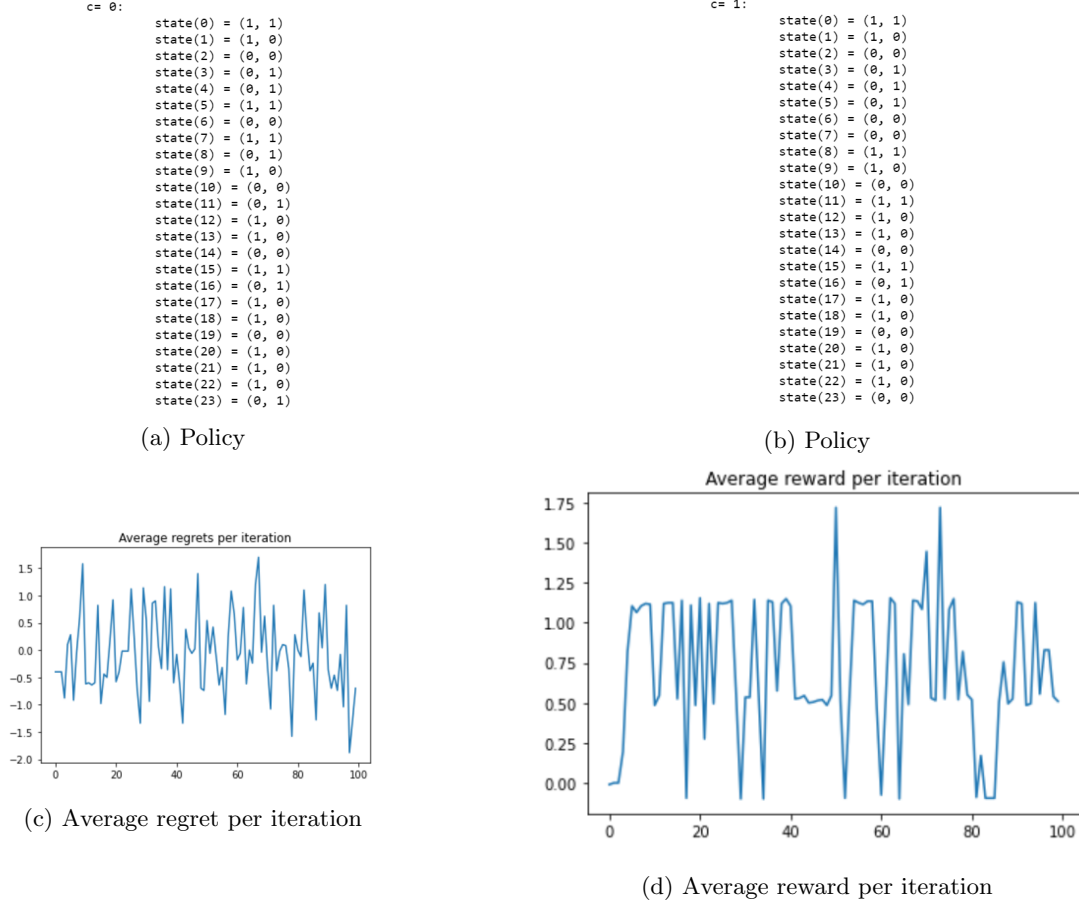 c= 0:
state(0) = (1, 1)
state(1) = (1, 0)
state(2) = (0, 0)
state(3) = (0, 1)
state(4) = (0, 1)
state(5) = (1, 1)
state(6) = (0, 0)
state(7) = (1, 1)
state(8) = (0, 1)
state(9) = (1, 0)
state(10) = (0, 0)
state(11) = (0, 1)
state(12) = (1, 0)
state(13) = (1, 0)
state(14) = (0, 0)
state(15) = (1, 1)
state(16) = (0, 1)
state(17) = (1, 0)
state(18) = (1, 0)
state(19) = (0, 0)
state(20) = (1, 0)
state(21) = (1, 0)
state(22) = (1, 0)
state(23) = (0, 1)
(a) Policy
c= 1:
state(0) = (1, 1)
state(1) = (1, 0)
state(2) = (0, 0)
state(3) = (0, 1)
state(4) = (0, 1)
state(5) = (0, 1)
state(6) = (0, 0)
state(7) = (0, 0)
state(8) = (1, 1)
state(9) = (1, 0)
state(10) = (0, 0)
state(11) = (1, 1)
state(12) = (1, 0)
state(13) = (1, 0)
state(14) = (0, 0)
state(15) = (1, 1)
state(16) = (0, 1)
state(17) = (1, 0)
state(18) = (1, 0)
state(19) = (0, 0)
state(20) = (1, 0)
state(21) = (1, 0)
state(22) = (1, 0)
state(23) = (0, 0)
(b) Policy
Average regrets per iteration
1.5
1.0
0.5
0.0
−0.5
−1.0
−1.5
−2.0
0 20 40 60 80 100
(c) Average regret per iteration
Average reward per iteration
1.75
1.50
1.25
1.00
0.75
0.50
0.25
0.00
0 20 40 60 80 100
(d) Average reward per iteration